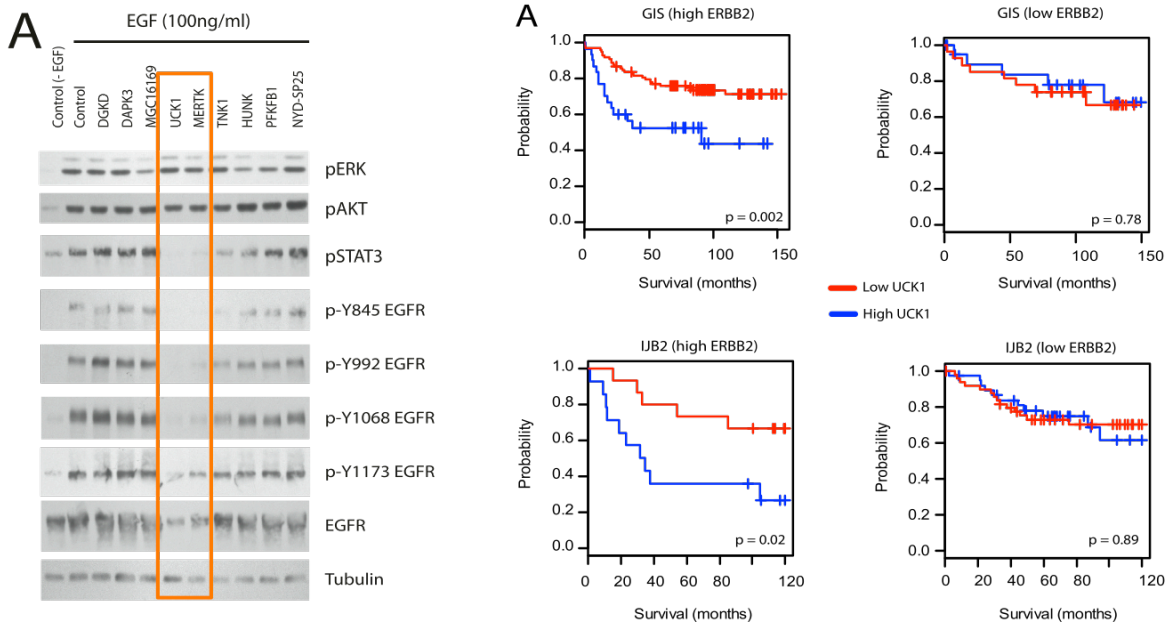 A
EGF (100ng/ml)
Control (- EGF)
Control
DGKD
DAPK3
MGC16169
UCK1
MERTK
TNK1
HUNK
PFKFB1
NYD-SP25
pERK
pAKT
pSTAT3
p-Y845 EGFR
p-Y992 EGFR
p-Y1068 EGFR
p-Y1173 EGFR
EGFR
Tubulin
A
GIS (high ERBB2)
Probability
1.0
0.8
0.6
0.4
0.2
0.0
p = 0.002
0 50 100 150
Survival (months)
GIS (low ERBB2)
Probability
1.0
0.8
0.6
0.4
0.2
0.0
p = 0.78
0 50 100 150
Survival (months)
Low UCK1
High UCK1
IJB2 (high ERBB2)
Probability
1.0
0.8
0.6
0.4
0.2
0.0
p = 0.02
0 20 40 60 80 120
Survival (months)
IJB2 (low ERBB2)
Probability
1.0
0.8
0.6
0.4
0.2
0.0
p = 0.89
0 20 40 60 80 120
Survival (months)